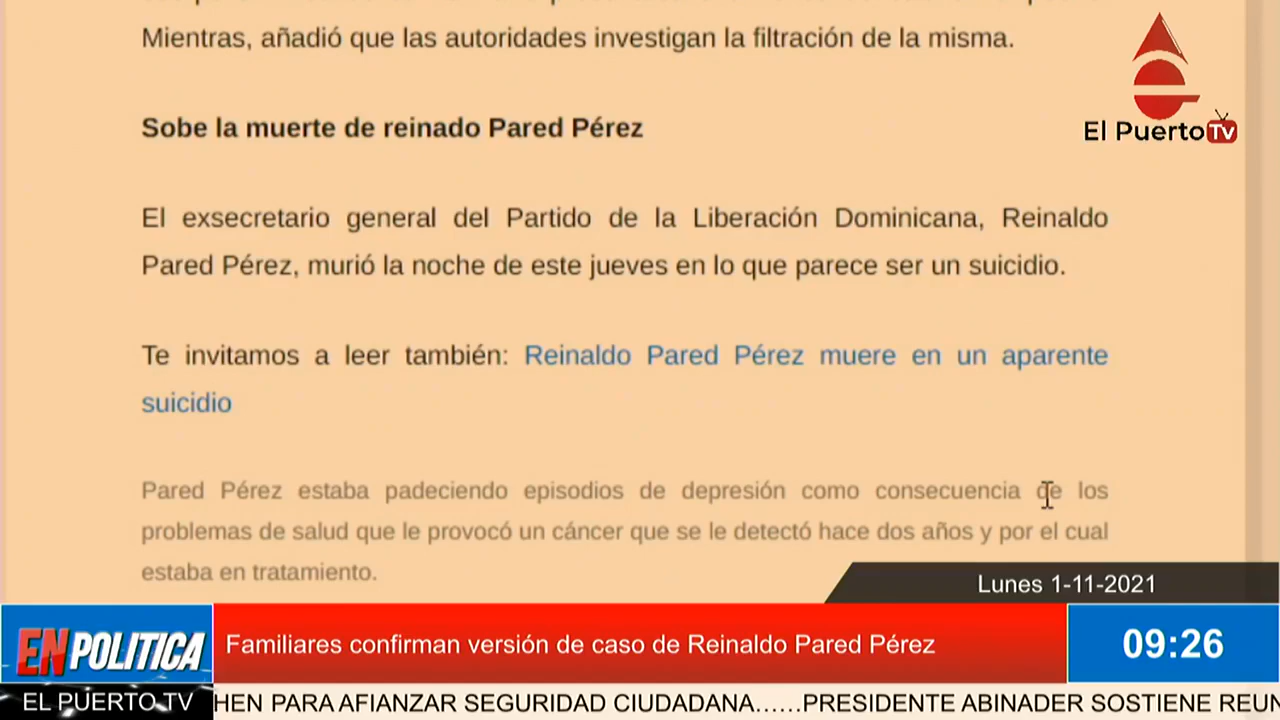 Mientras, añadió que las autoridades investigan la filtración de la misma.
El Puerto TV
Sobe la muerte de reinado Pared Pérez
El exsecretario general del Partido de la Liberación Dominicana, Reinaldo
Pared Pérez, murió la noche de este jueves en lo que parece ser un suicidio.
Te invitamos a leer también: Reinaldo Pared Pérez muere en un aparente
suicidio
Pared Pérez estaba padeciendo episodios de depresión como consecuencia de los
problemas de salud que le provocó un cáncer que se le detectó hace dos años y por el cual
estaba en tratamiento.
Lunes 1-11-2021
EN POLITICA
Familiares confirman versión de caso de Reinaldo Pared Pérez
09:26
EL PUERTO TV
HEN PARA AFIANZAR SEGURIDAD CIUDADANA......PRESIDENTE ABINADER SOSTIENE REUN